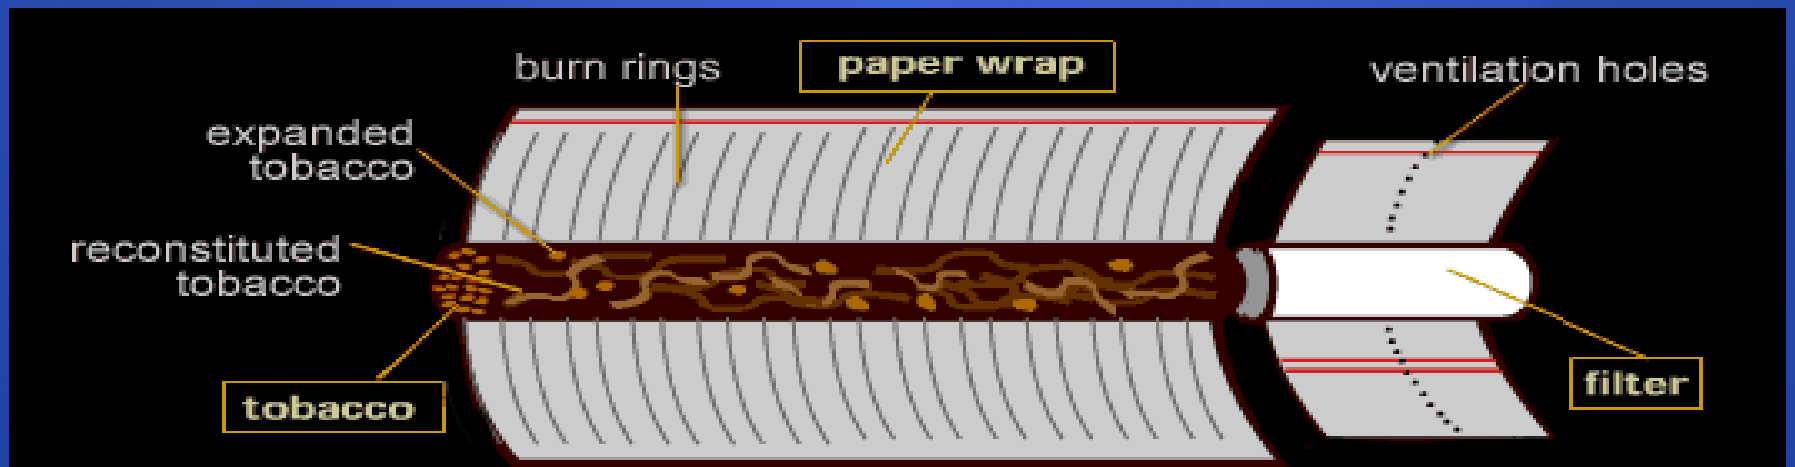 burn rings
paper wrap
ventilation holes
expanded
tobacco
reconstituted
tobacco
tobacco
filter